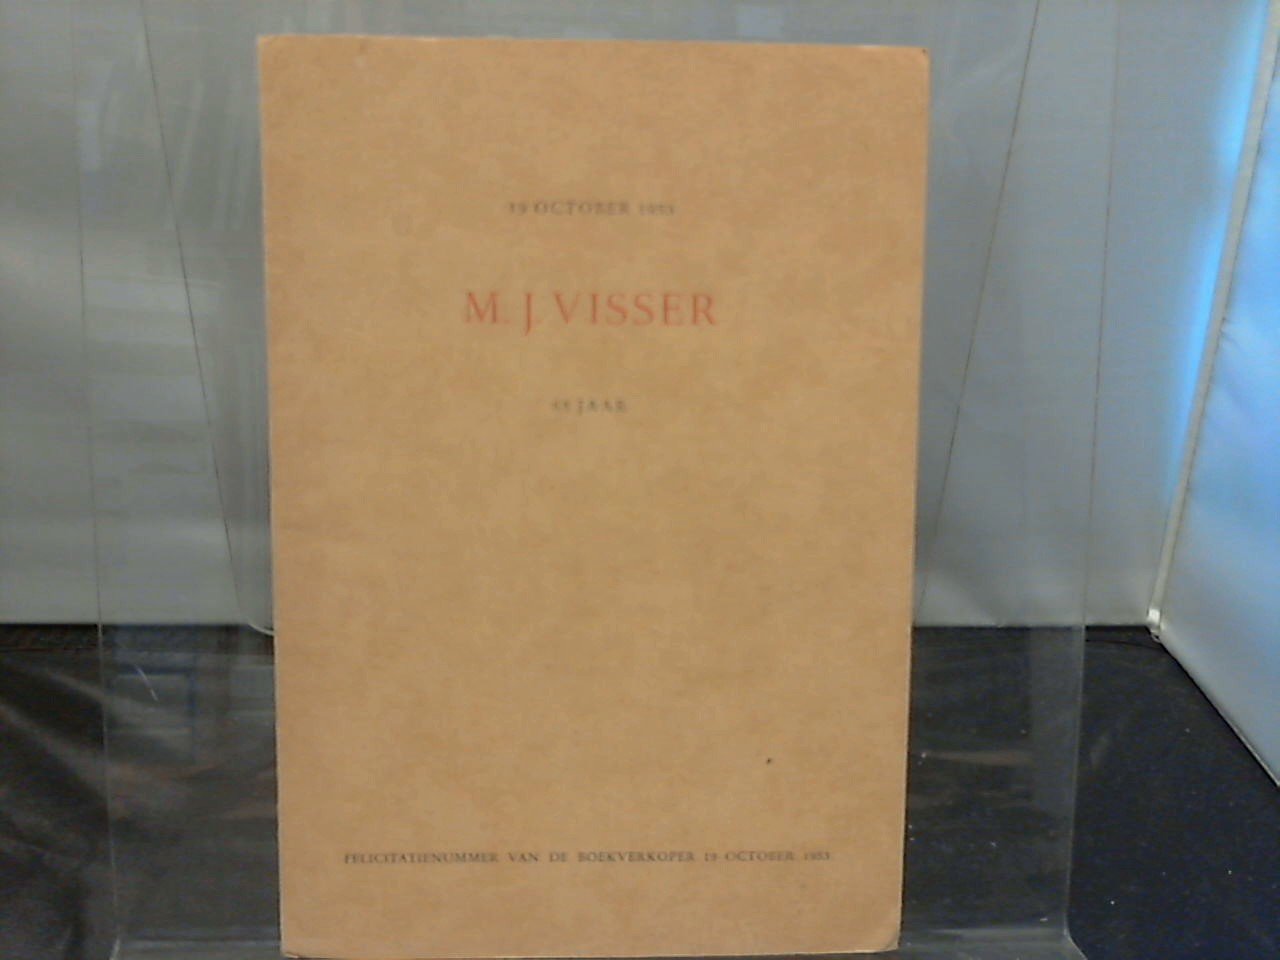 19 OCTOBER 1953
M. J. VISSER
JAAR
FELICITATIENUMMER VAN DE BOEKVERKOPER 19 OCTOBER 1953